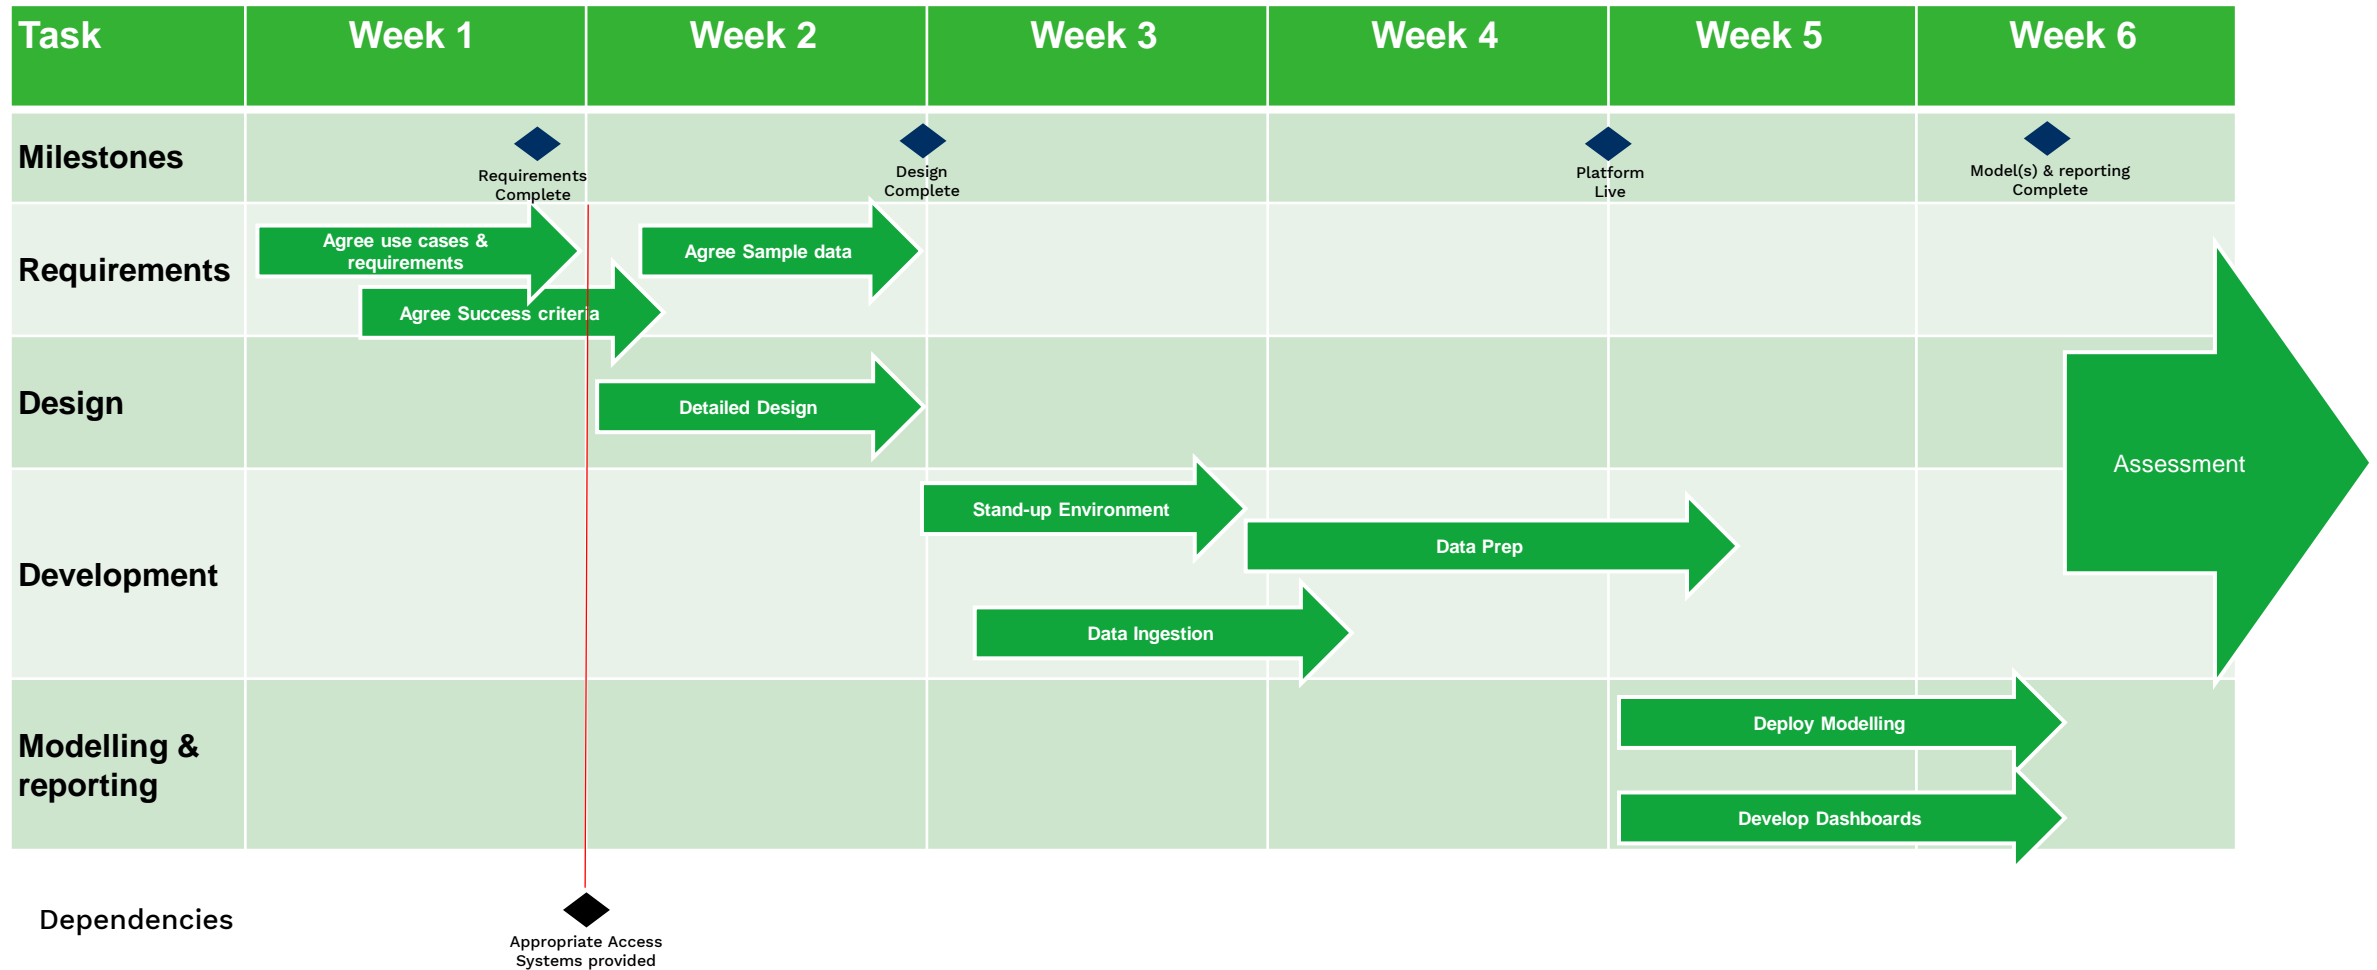 Task
Week 1
Week 2
Week 3
Week 4
Week 5
Week 6
Milestones
Requirements
Complete
Design
Complete
Platform
Live
Model(s) & reporting
Complete
Requirements
Agree use cases &
requirements
Agree Sample data
Agree Success criteria
Design
Detailed Design
Assessment
Development
Stand-up Environment
Data Prep
Data Ingestion
Modelling &
reporting
Deploy Modelling
Develop Dashboards
Dependencies
Appropriate Access
Systems provided